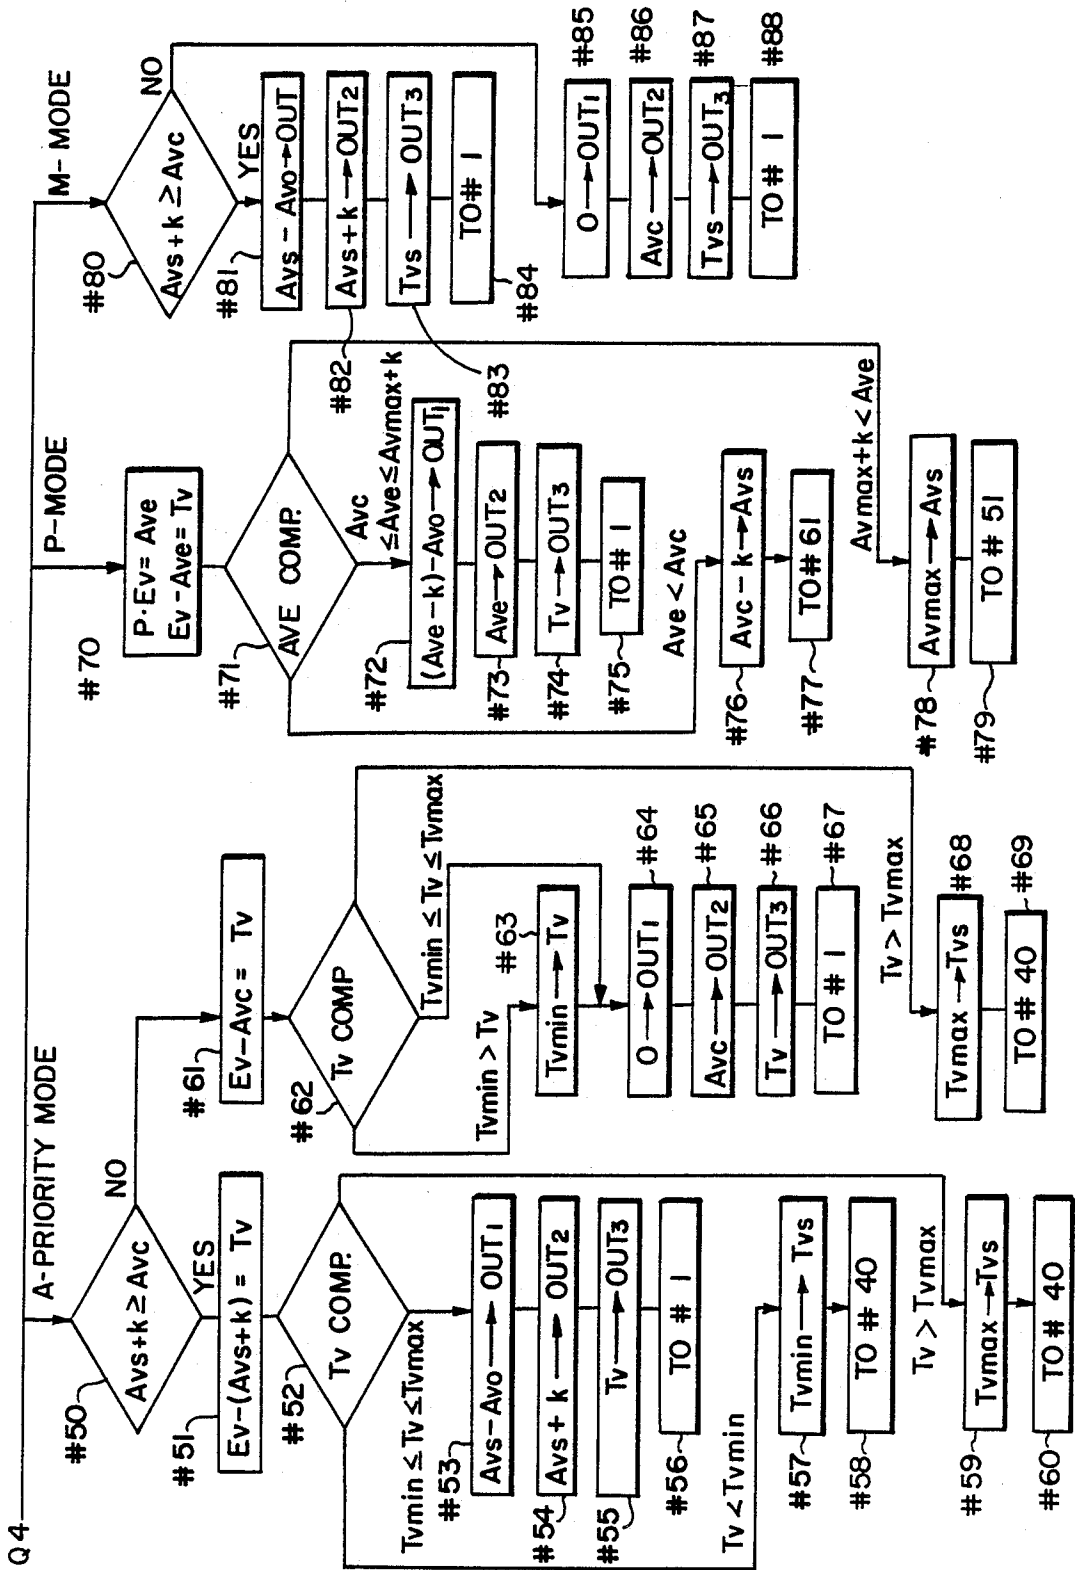 Q4
A-PRIORITY MODE
#50
Avs+k ≥ Avc
NO
YES
#51
Ev-(Avs+k) = Tv
#52
Tv COMP.
Tvmin ≤ Tv ≤ Tvmax
#53
Avs-Avo → OUT1
#54
Avs+k → OUT2
#55
Tv → OUT3
#56
TO # 1
Tv < Tvmin
#57
Tvmin → Tvs
#58
TO # 40
Tv > Tvmax
#59
Tvmax → Tvs
#60
TO # 40
#61
Ev-Avc = Tv
#62
Tv COMP
Tvmin > Tv
Tvmin ≤ Tv ≤ Tvmax
#63
Tvmin → Tv
#64
O → OUT1
#65
Avc → OUT2
#66
Tv → OUT3
#67
TO # 1
Tv > Tvmax
#68
Tvmax → Tvs
#69
TO # 40
P-MODE
#70
P·Ev = Ave
Ev-Ave = Tv
#71
AVE COMP.
Avc
≤ Ave ≤ Avmax+k
#72
(Ave-k)-Avo → OUT1
#73
Ave → OUT2
#74
Tv → OUT3
#75
TO # 1
Ave < Avc
#76
Avc-k → Avs
#77
TO # 61
Avmax+k < Ave
#78
Avmax → Avs
#79
TO # 51
M-MODE
#80
Avs+k ≥ Avc
NO
YES
#81
Avs - Avo → OUT
#82
Avs+k → OUT2
#83
Tvs → OUT3
#84
TO # 1
#85
O → OUT1
#86
Avc → OUT2
#87
Tvs → OUT3
#88
TO # 1